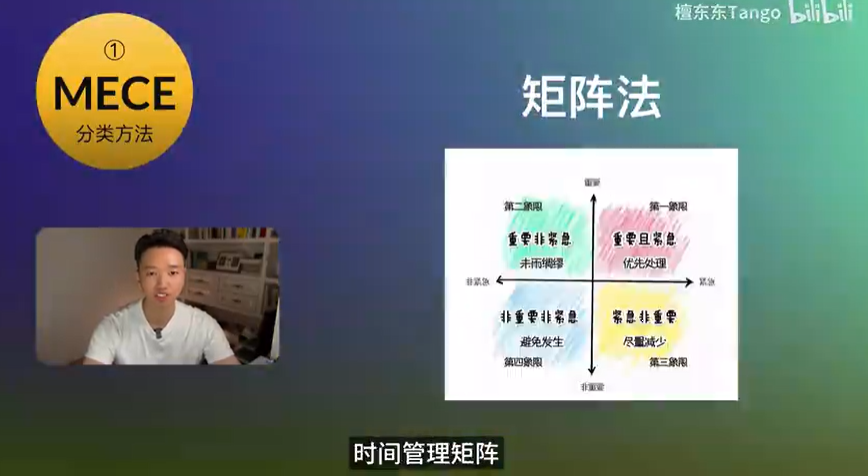 檀东东Tango bilibili
①
MECE
分类方法
矩阵法
重要
第二象限
第一象限
重要非紧急
重要且紧急
未雨绸缪
优先处理
非紧急
紧急
非重要非紧急
紧急非重要
避免发生
尽量减少
第四象限
第三象限
非重要
时间管理矩阵